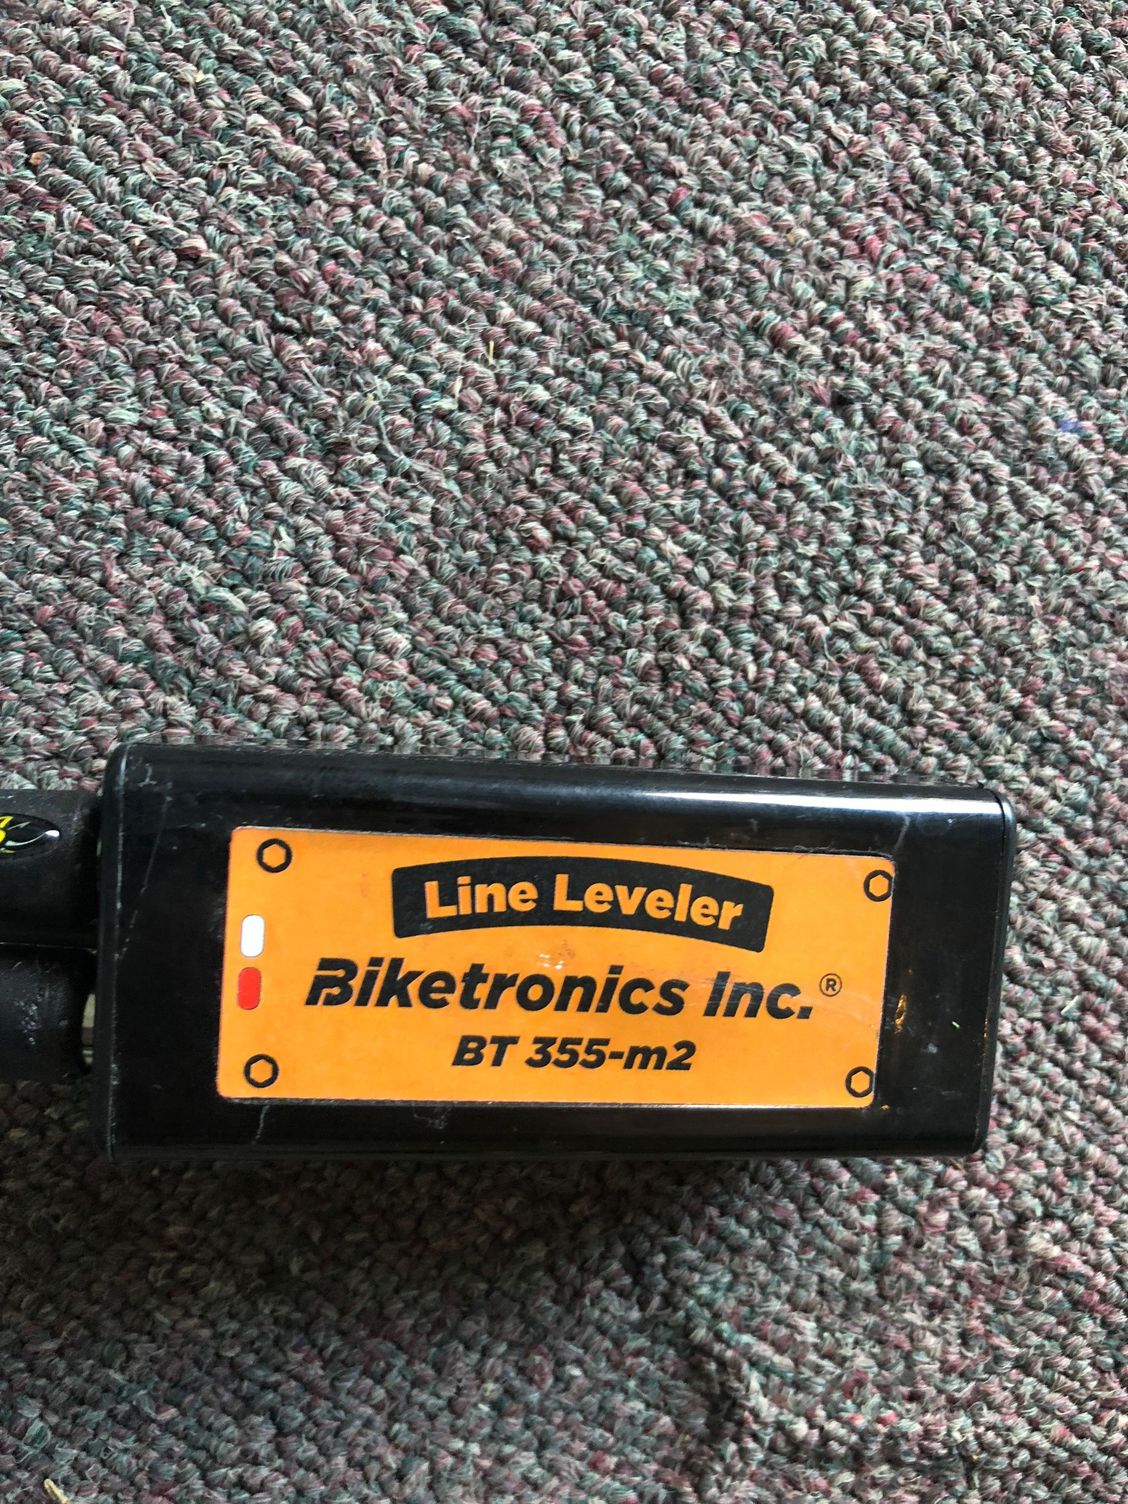 Line Leveler
Biketronics Inc.®
BT 355-m2